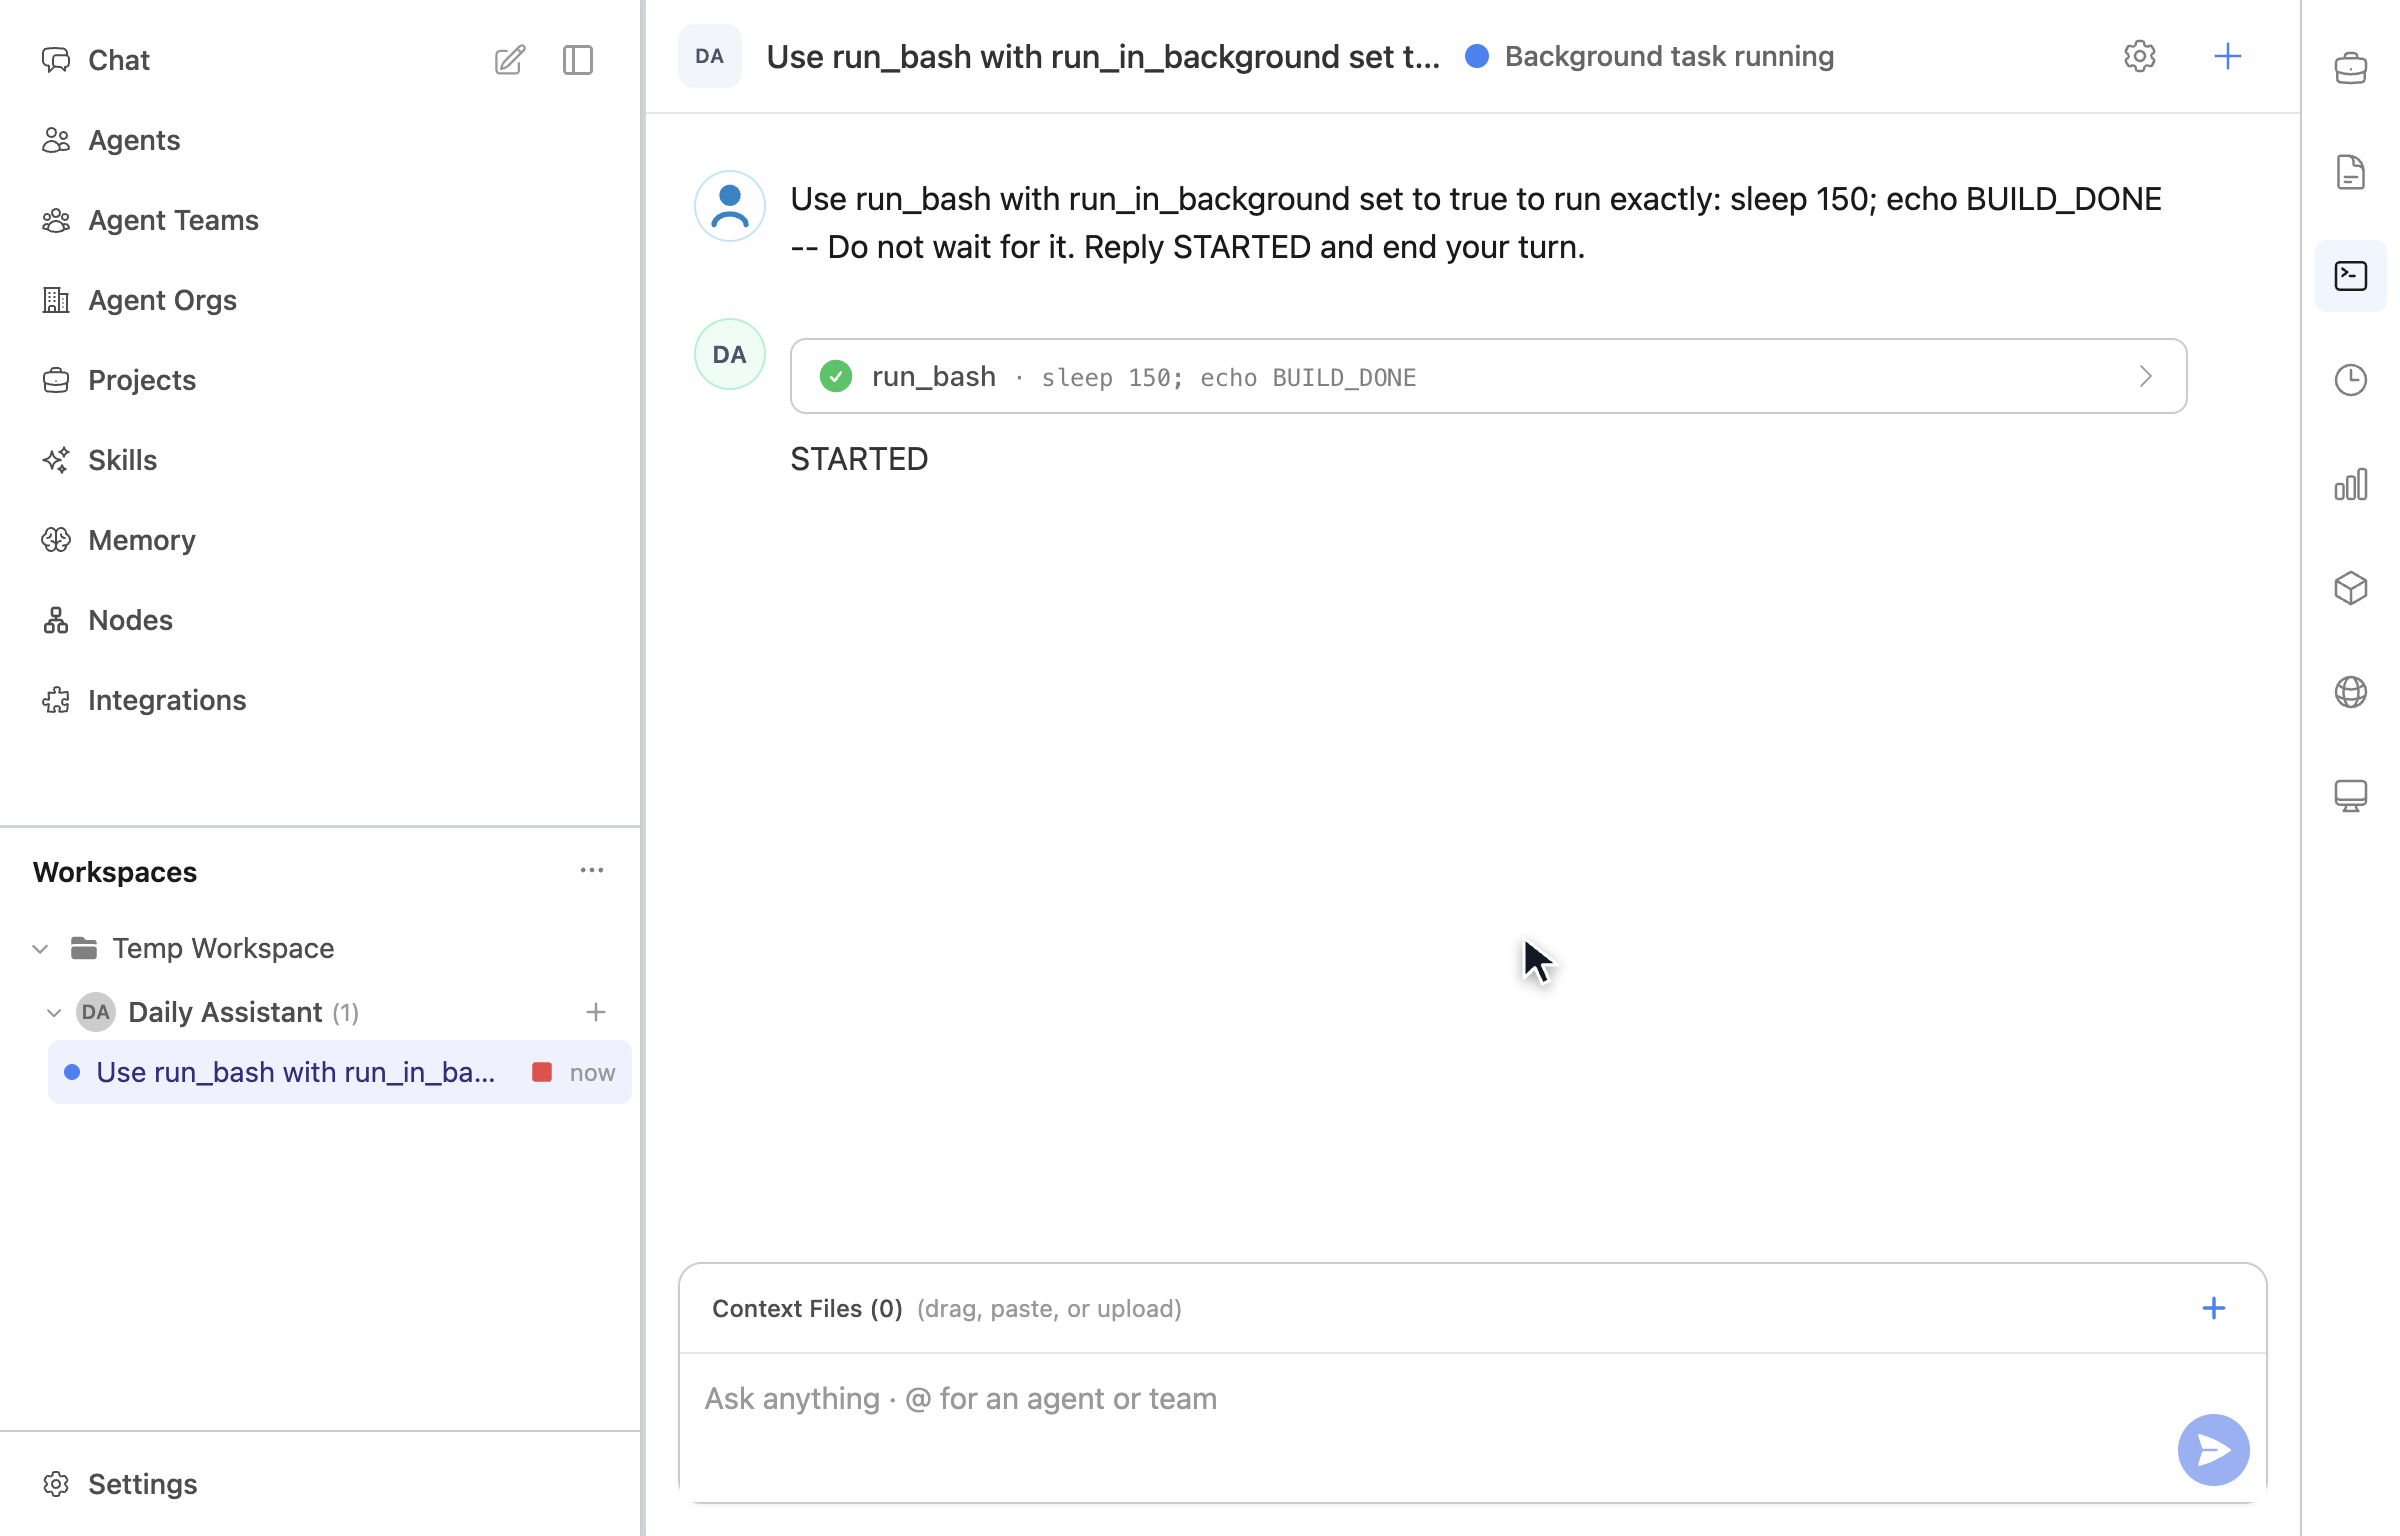 Chat
Agents
Agent Teams
Agent Orgs
Projects
Skills
Memory
Nodes
Integrations
Workspaces
Temp Workspace
DA Daily Assistant (1)
Use run_bash with run_in_ba... now
Settings
DA Use run_bash with run_in_background set t... Background task running
Use run_bash with run_in_background set to true to run exactly: sleep 150; echo BUILD_DONE
-- Do not wait for it. Reply STARTED and end your turn.
DA
run_bash · sleep 150; echo BUILD_DONE
STARTED
Context Files (0) (drag, paste, or upload)
Ask anything · @ for an agent or team